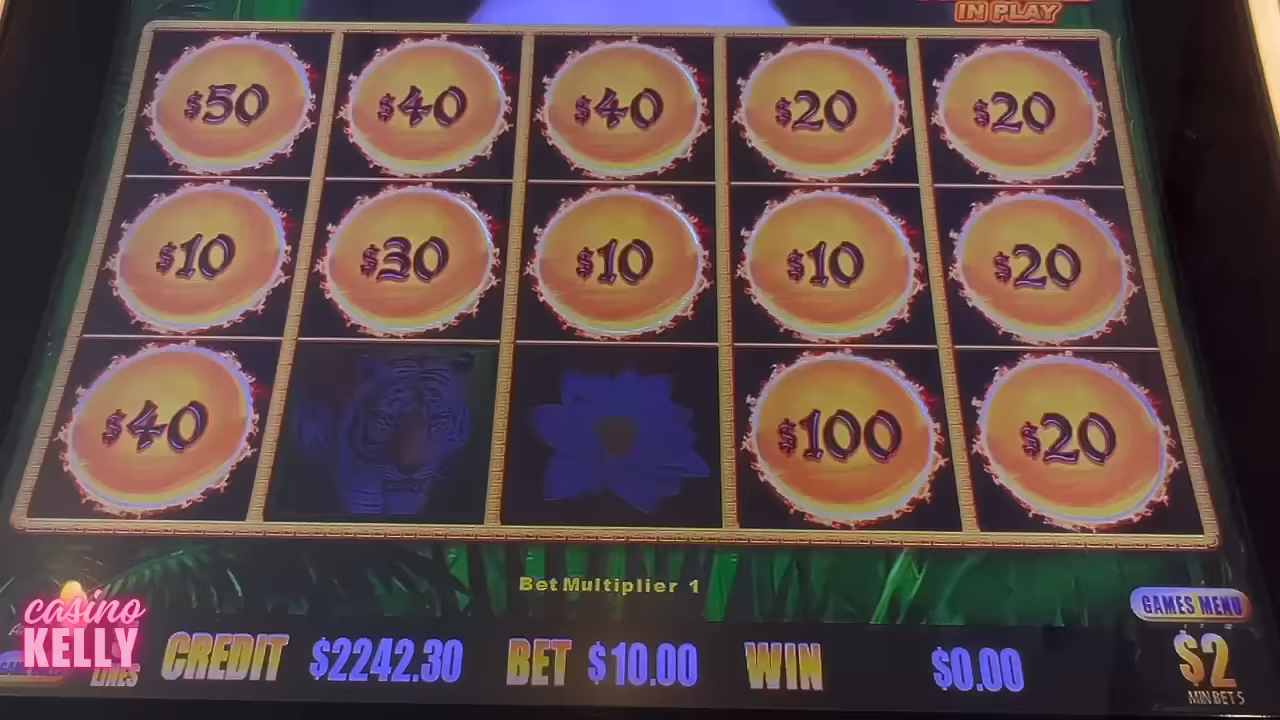 IN PLAY
$50 $40 $40 $20 $20
$10 $30 $10 $10 $20
$40 $100 $20
Bet Multiplier 1
GAMES MENU
casino
KELLY
LINES
CREDIT $2242.30 BET $10.00 WIN $0.00
$2
MIN BET 5